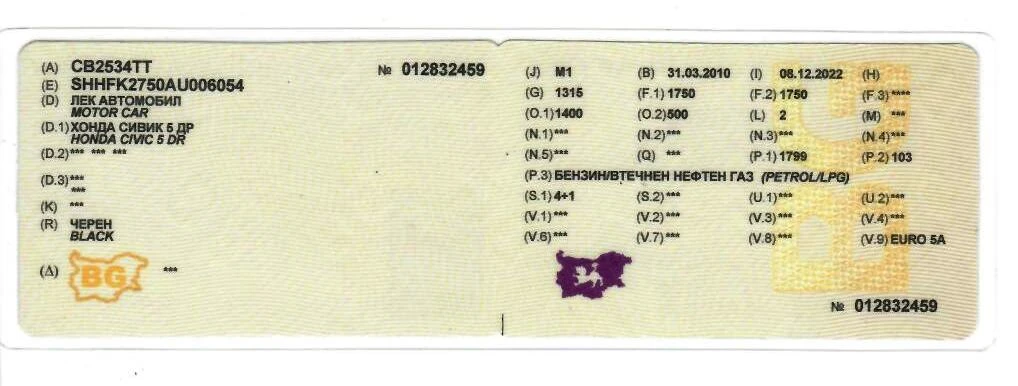 (A) CB2534TT
№ 012832459
(E) SHHFK2750AU006054
(D) ЛЕК АВТОМОБИЛ
MOTOR CAR
(D.1) ХОНДА СИВИК 5 ДР
HONDA CIVIC 5 DR
(D.2) *** *** ***
(D.3) ***
***
(K) ***
(R) ЧЕРЕН
BLACK
(Δ) BG ***
(J) M1 (B) 31.03.2010 (I) 08.12.2022 (H)
(G) 1315 (F.1) 1750 (F.2) 1750 (F.3) ****
(O.1) 1400 (O.2) 500 (L) 2 (M) ***
(N.1) *** (N.2) *** (N.3) *** (N.4) ***
(N.5) *** (Q) *** (P.1) 1799 (P.2) 103
(P.3) БЕНЗИН/ВТЕЧНЕН НЕФТЕН ГАЗ (PETROL/LPG)
(S.1) 4+1 (S.2) *** (U.1) *** (U.2) ***
(V.1) *** (V.2) *** (V.3) *** (V.4) ***
(V.6) *** (V.7) *** (V.8) *** (V.9) EURO 5A
№ 012832459